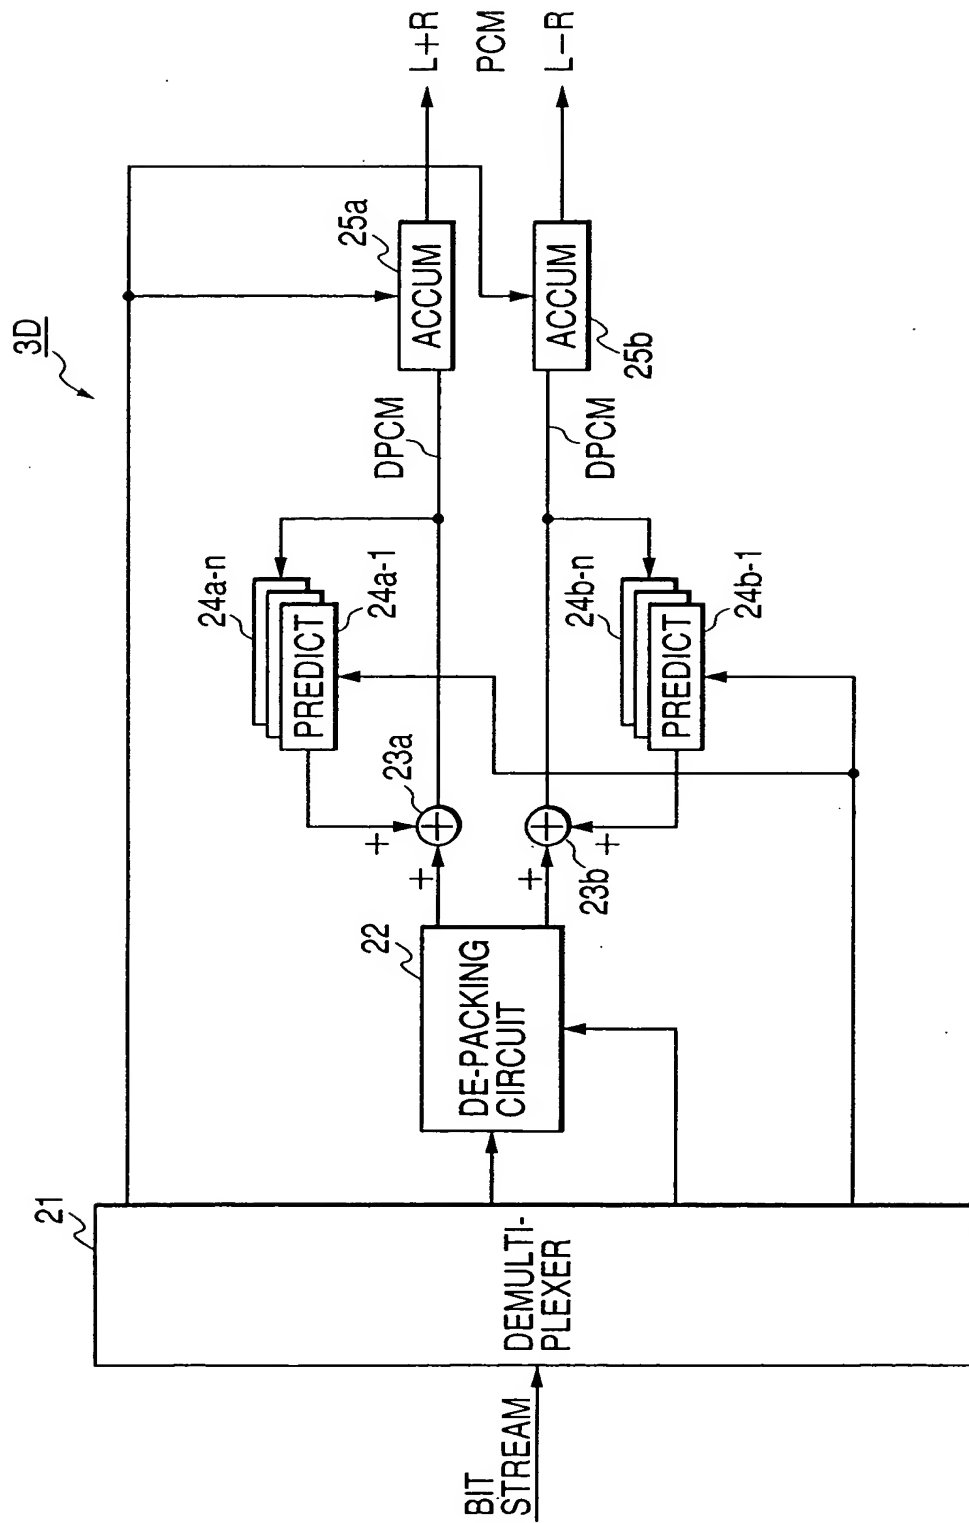 3D
BIT
STREAM
21
DEMULTI-
PLEXER
22
DE-PACKING
CIRCUIT
+
+
+
23a
+
+
+
23b
24a-n
PREDICT
24a-1
24b-n
PREDICT
24b-1
DPCM
DPCM
25a
ACCUM
ACCUM
25b
L+R
PCM
L−R